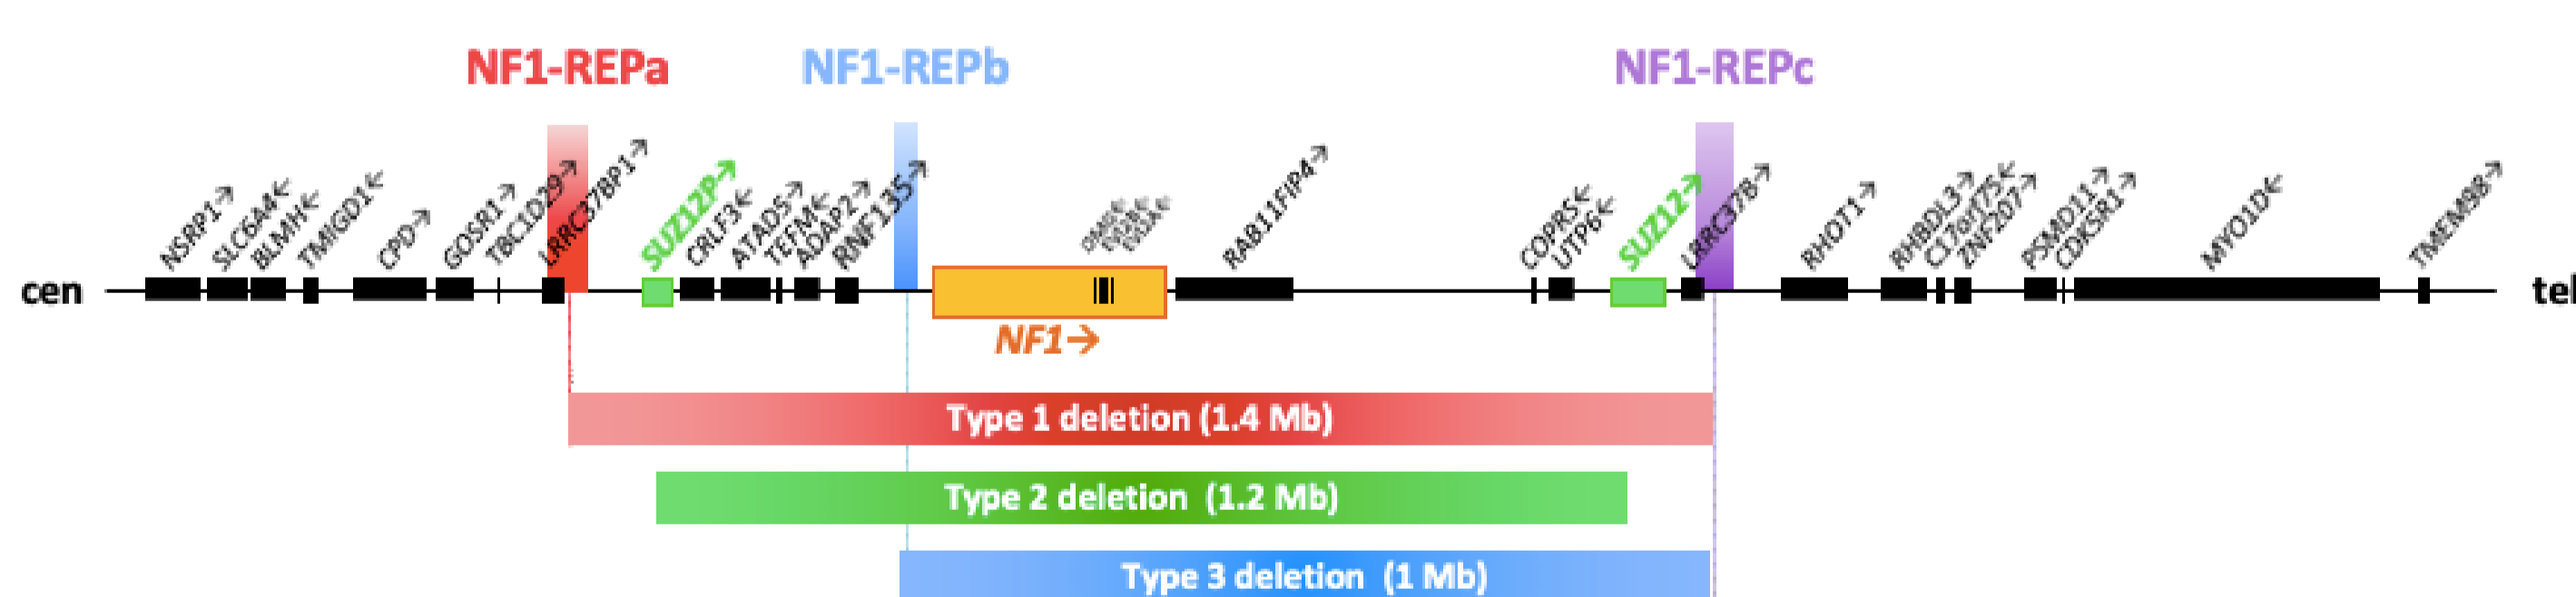 NF1-REPa NF1-REPb NF1-REPc
NSRP1→ SLC6A4← BLMH← TMIGD1← CPD→ GOSR1→ TBC1D29→ LRRC37BP1→ SUZ12P→ CRLF3← ATAD5→ TEFM← ADAP2→ RNF135→ RAB11FIP4→ COPRS← UTP6← SUZ12→ LRRC37B→ RHOT1→ RHBDL3→ C17orf75← ZNF207→ PSMD11→ CDK5R1→ MYO1D← TMEM98→
cen tel
NF1→
Type 1 deletion (1.4 Mb)
Type 2 deletion (1.2 Mb)
Type 3 deletion (1 Mb)